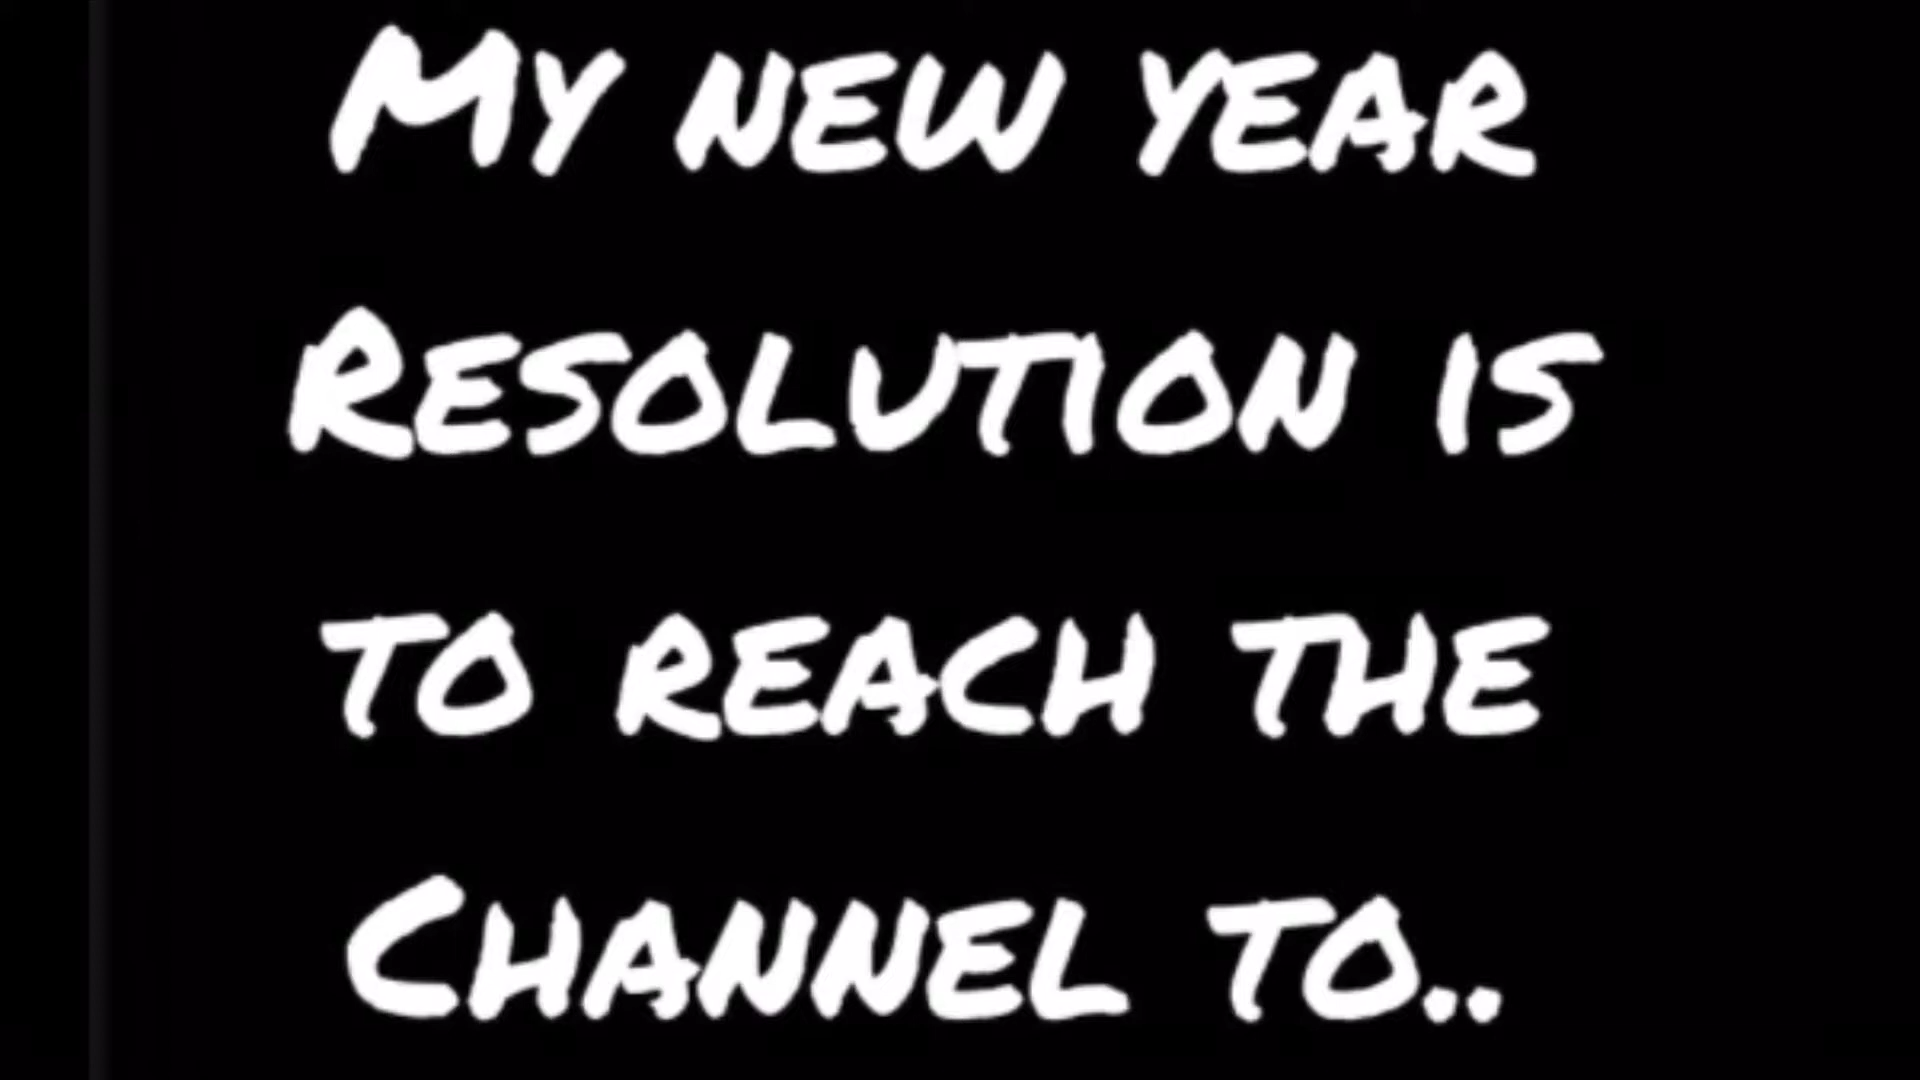 My new year
Resolution is
to reach the
Channel to..